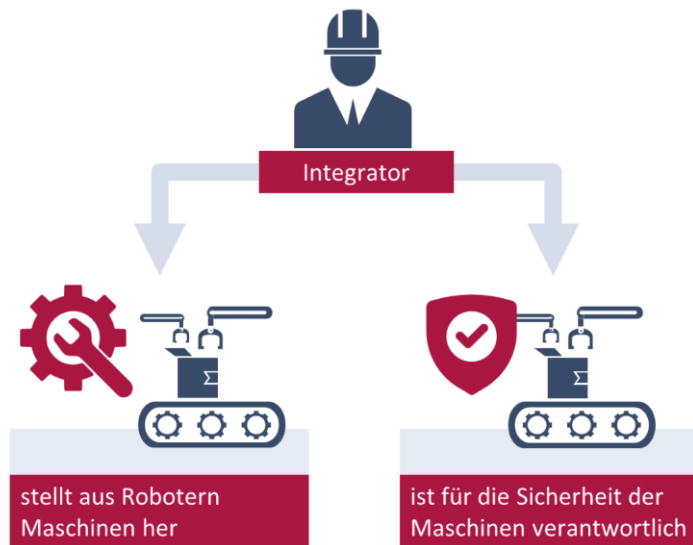 Integrator
stellt aus Robotern
Maschinen her
ist für die Sicherheit der
Maschinen verantwortlich